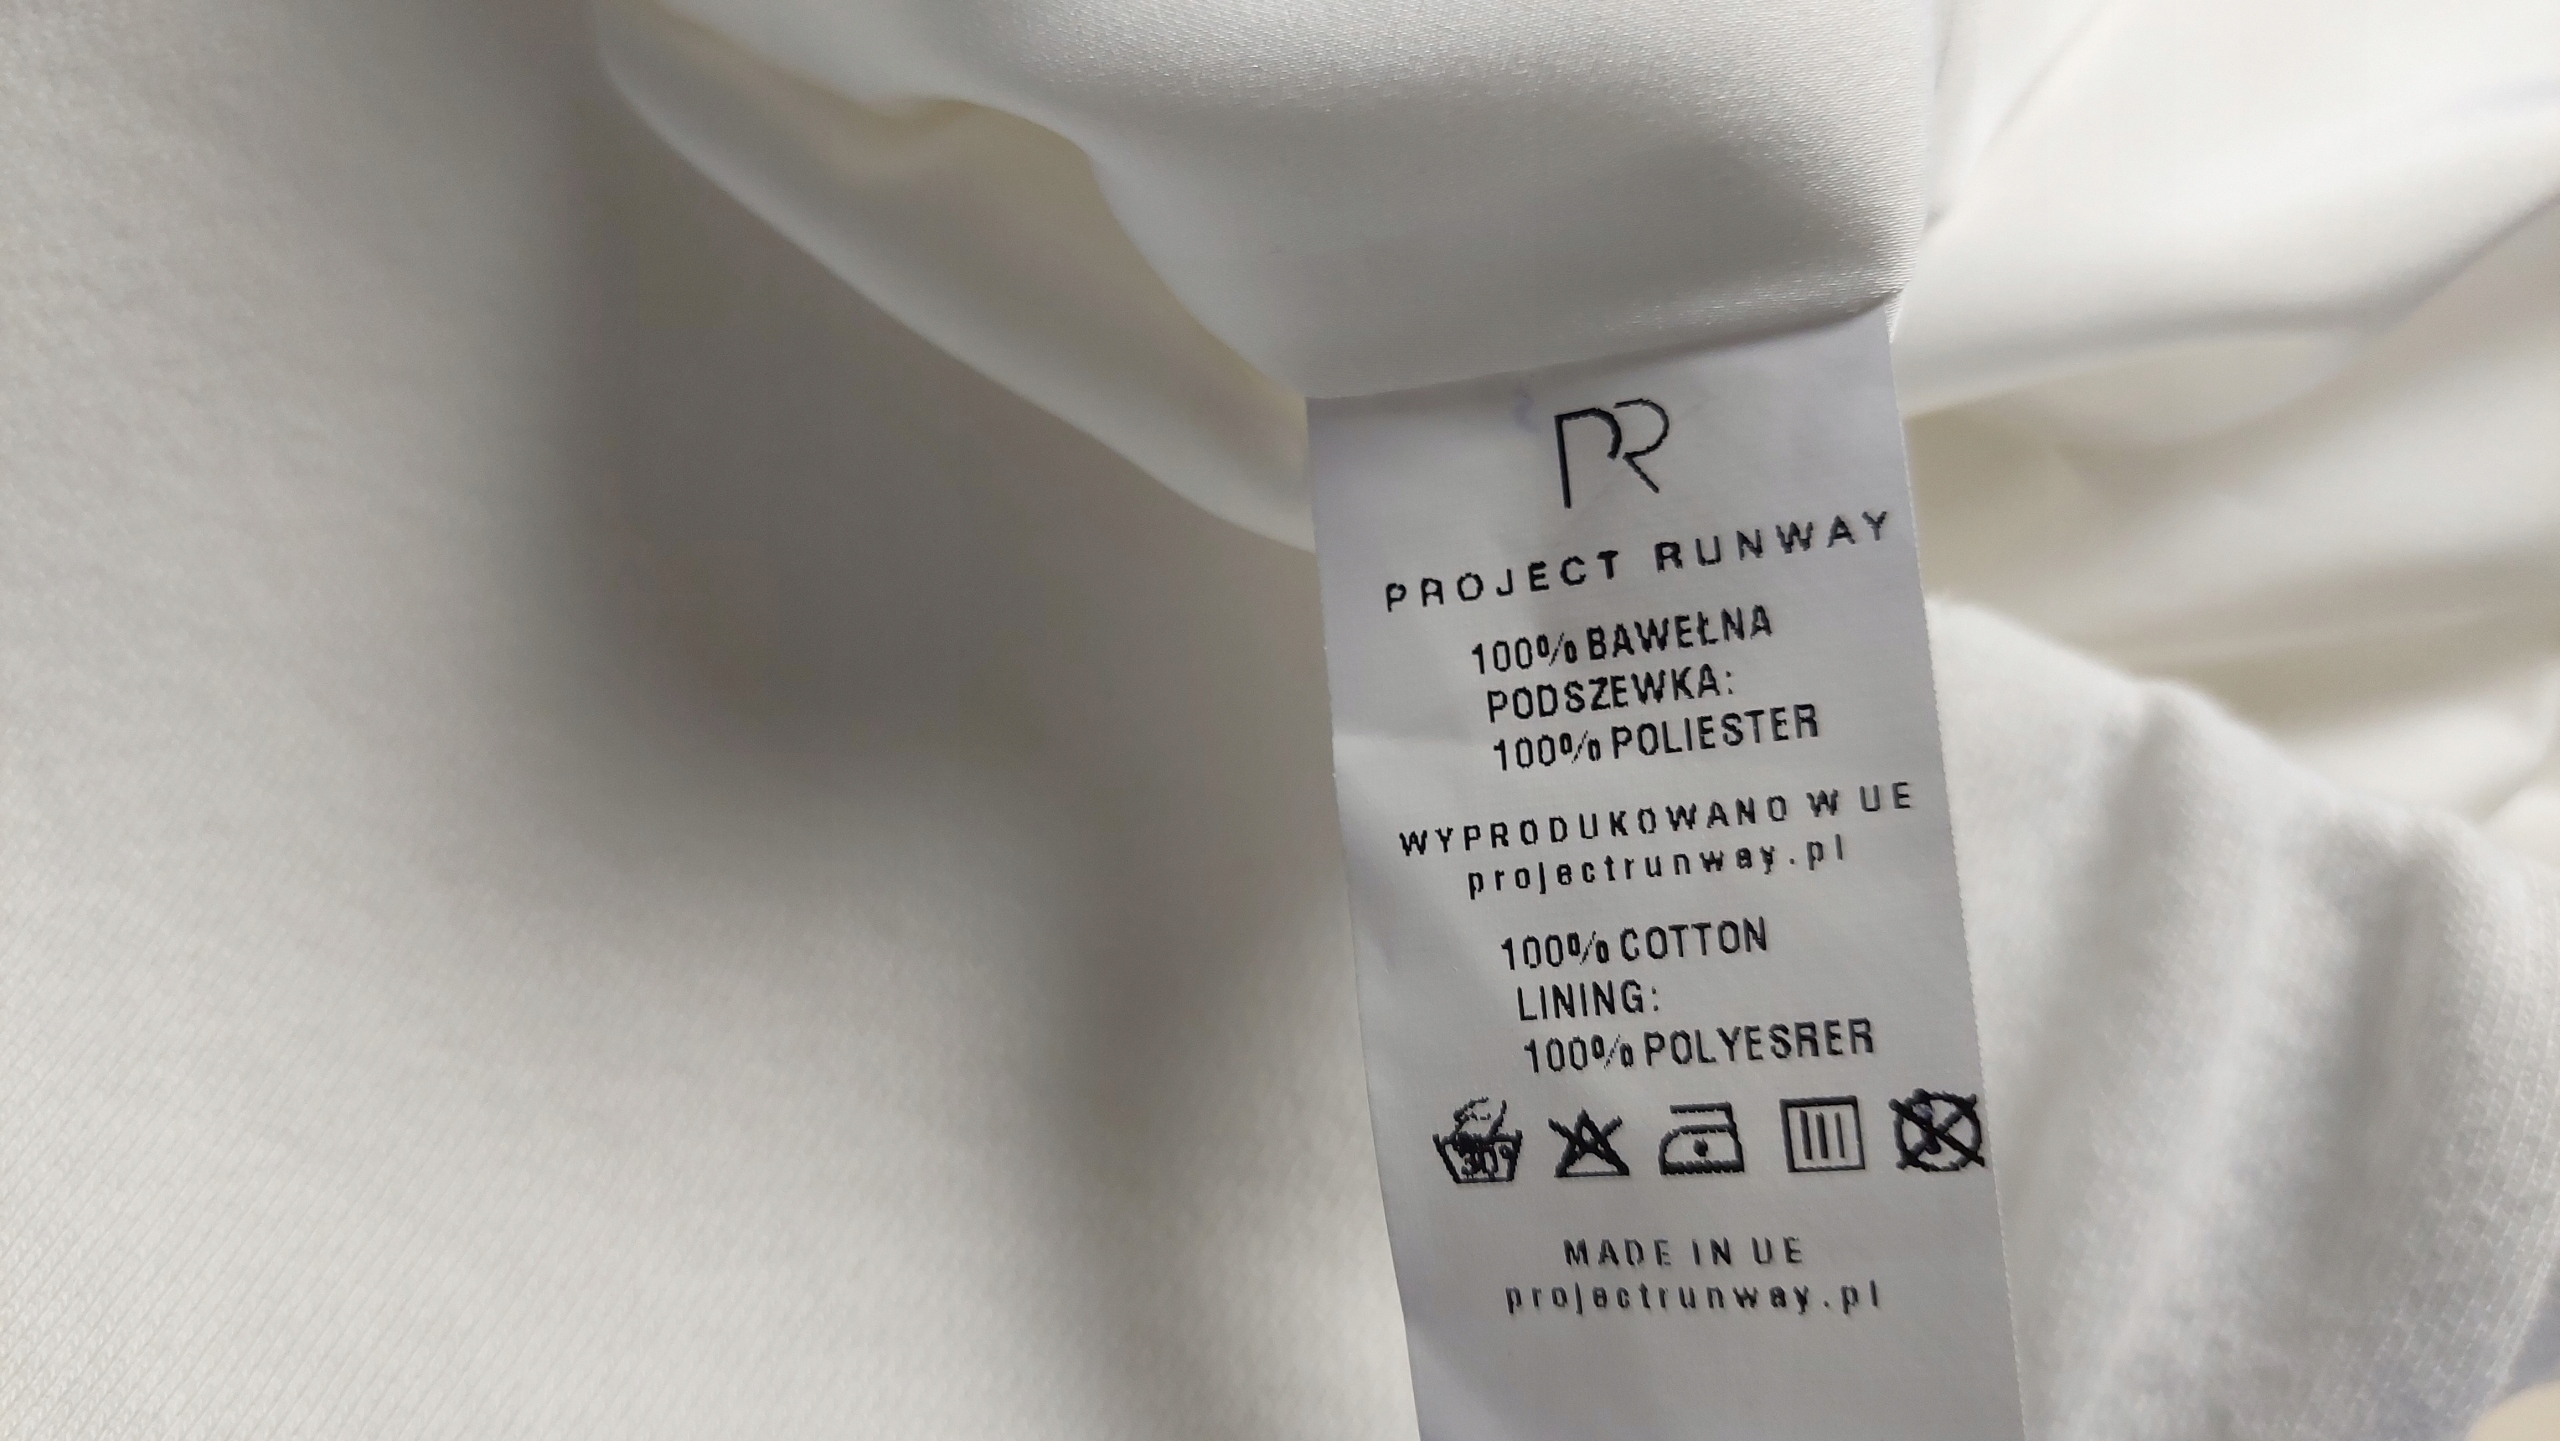 PR
PROJECT RUNWAY
100% BAWEŁNA
PODSZEWKA:
100% POLIESTER
WYPRODUKOWANO W UE
projectrunway.pl
100% COTTON
LINING:
100% POLYESRER
30°
MADE IN UE
projectrunway.pl